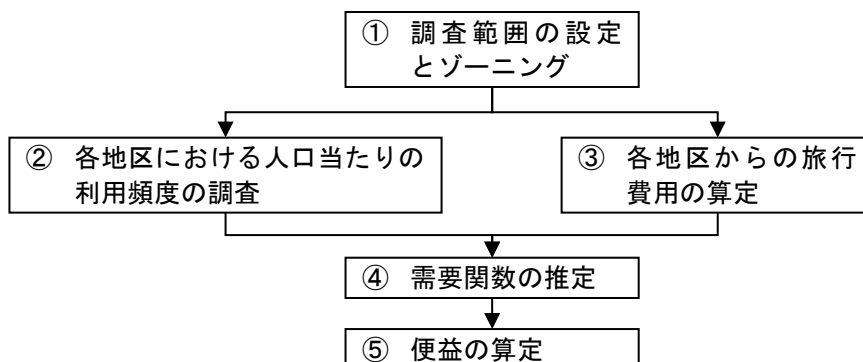 ① 調査範囲の設定
とゾーニング
② 各地区における人口当たりの
利用頻度の調査
③ 各地区からの旅行
費用の算定
④ 需要関数の推定
⑤ 便益の算定